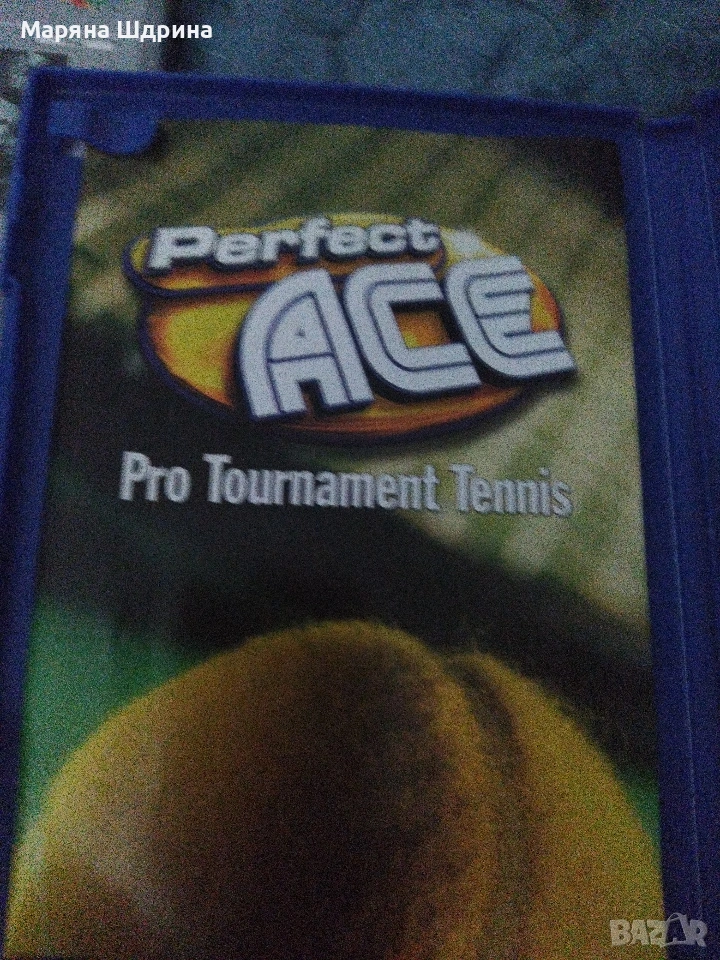 Маряна Шдрина
Perfect
ACE
Pro Tournament Tennis
BAZAR